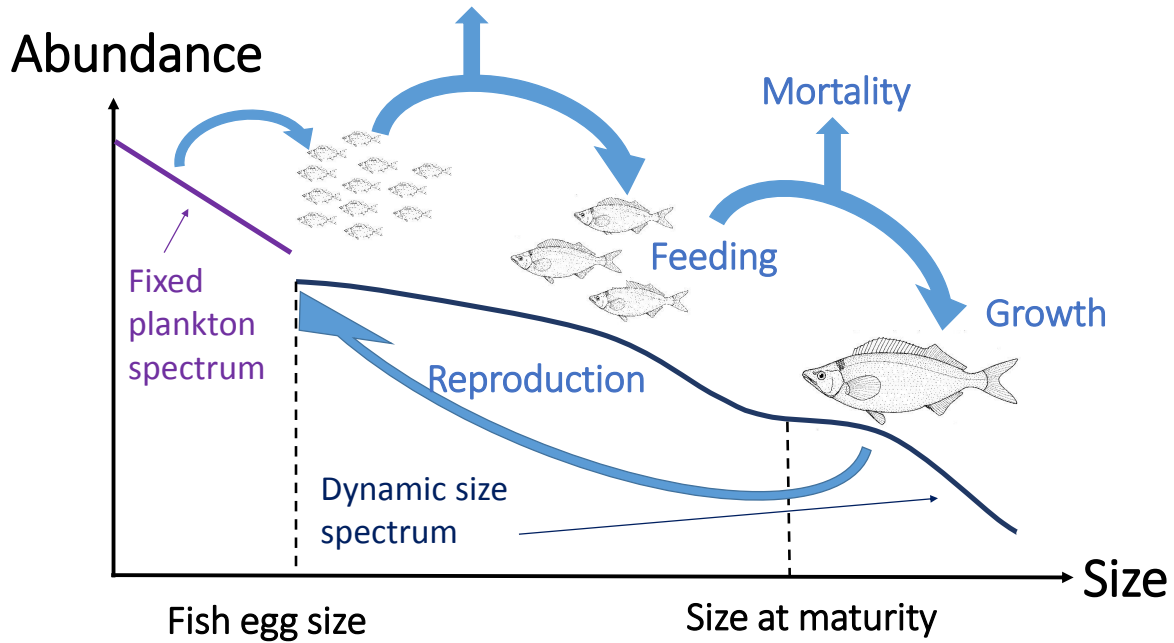 Abundance
Mortality
Feeding
Fixed
plankton
spectrum
Growth
Reproduction
Dynamic size
spectrum
Size
Fish egg size
Size at maturity